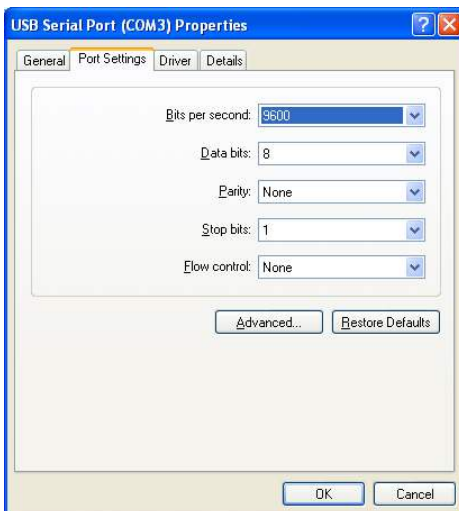 USB Serial Port (COM3) Properties
General Port Settings Driver Details
Bits per second: 9600
Data bits: 8
Parity: None
Stop bits: 1
Flow control: None
Advanced... Restore Defaults
OK Cancel